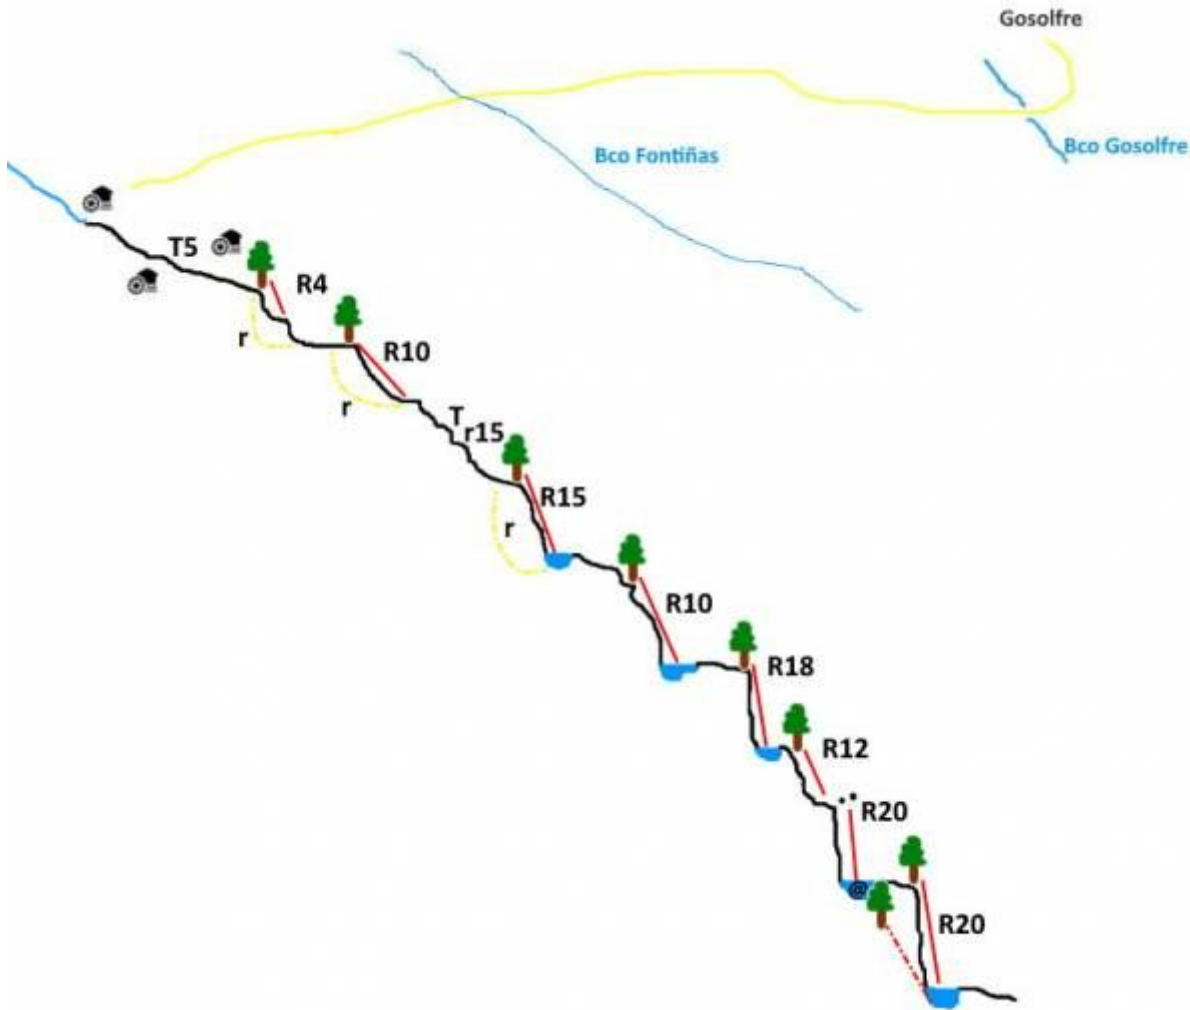 Gosolfre
Bco Fontiñas
Bco Gosolfre
T5
R4
r
R10
r
T
r15
R15
r
R10
R18
R12
R20
@
R20